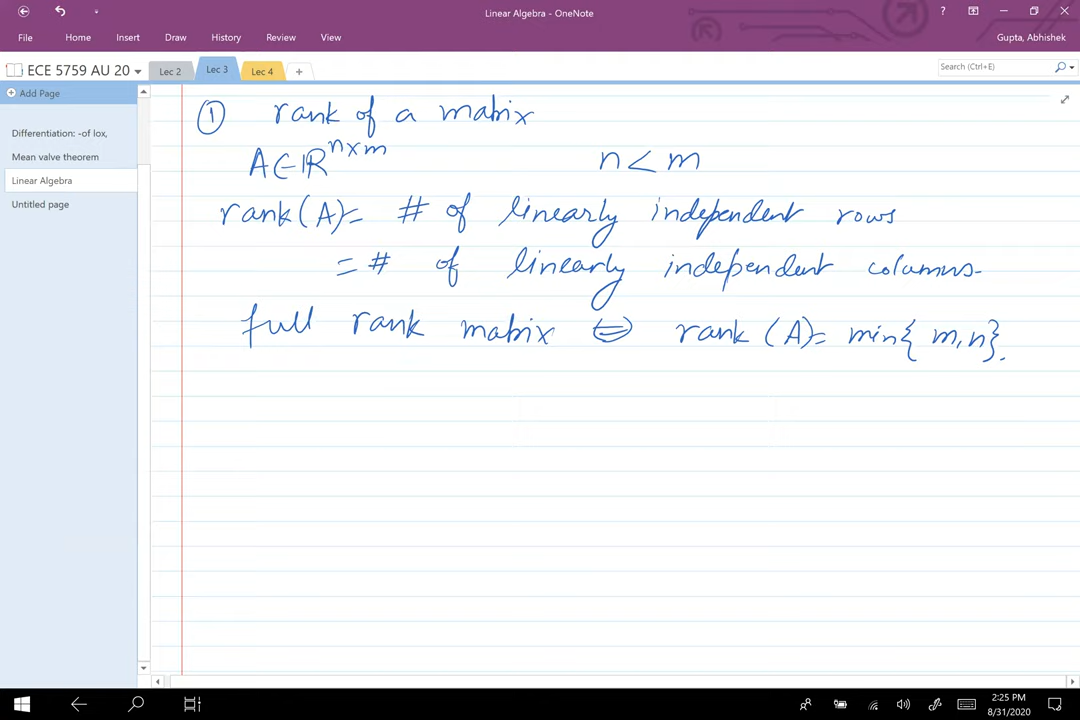 Linear Algebra - OneNote
?
File Home Insert Draw History Review View
Gupta, Abhishek
ECE 5759 AU 20
Lec 2 Lec 3 Lec 4 +
Search (Ctrl+E)
Add Page
Differentiation: -of lox,
Mean valve theorem
Linear Algebra
Untitled page
① rank of a matrix
A∈ℝ^{n×m} n<m
rank(A)= # of linearly independent rows
= # of linearly independent columns.
full rank matrix ⇔ rank (A)= min{ m,n}.
2:25 PM
8/31/2020